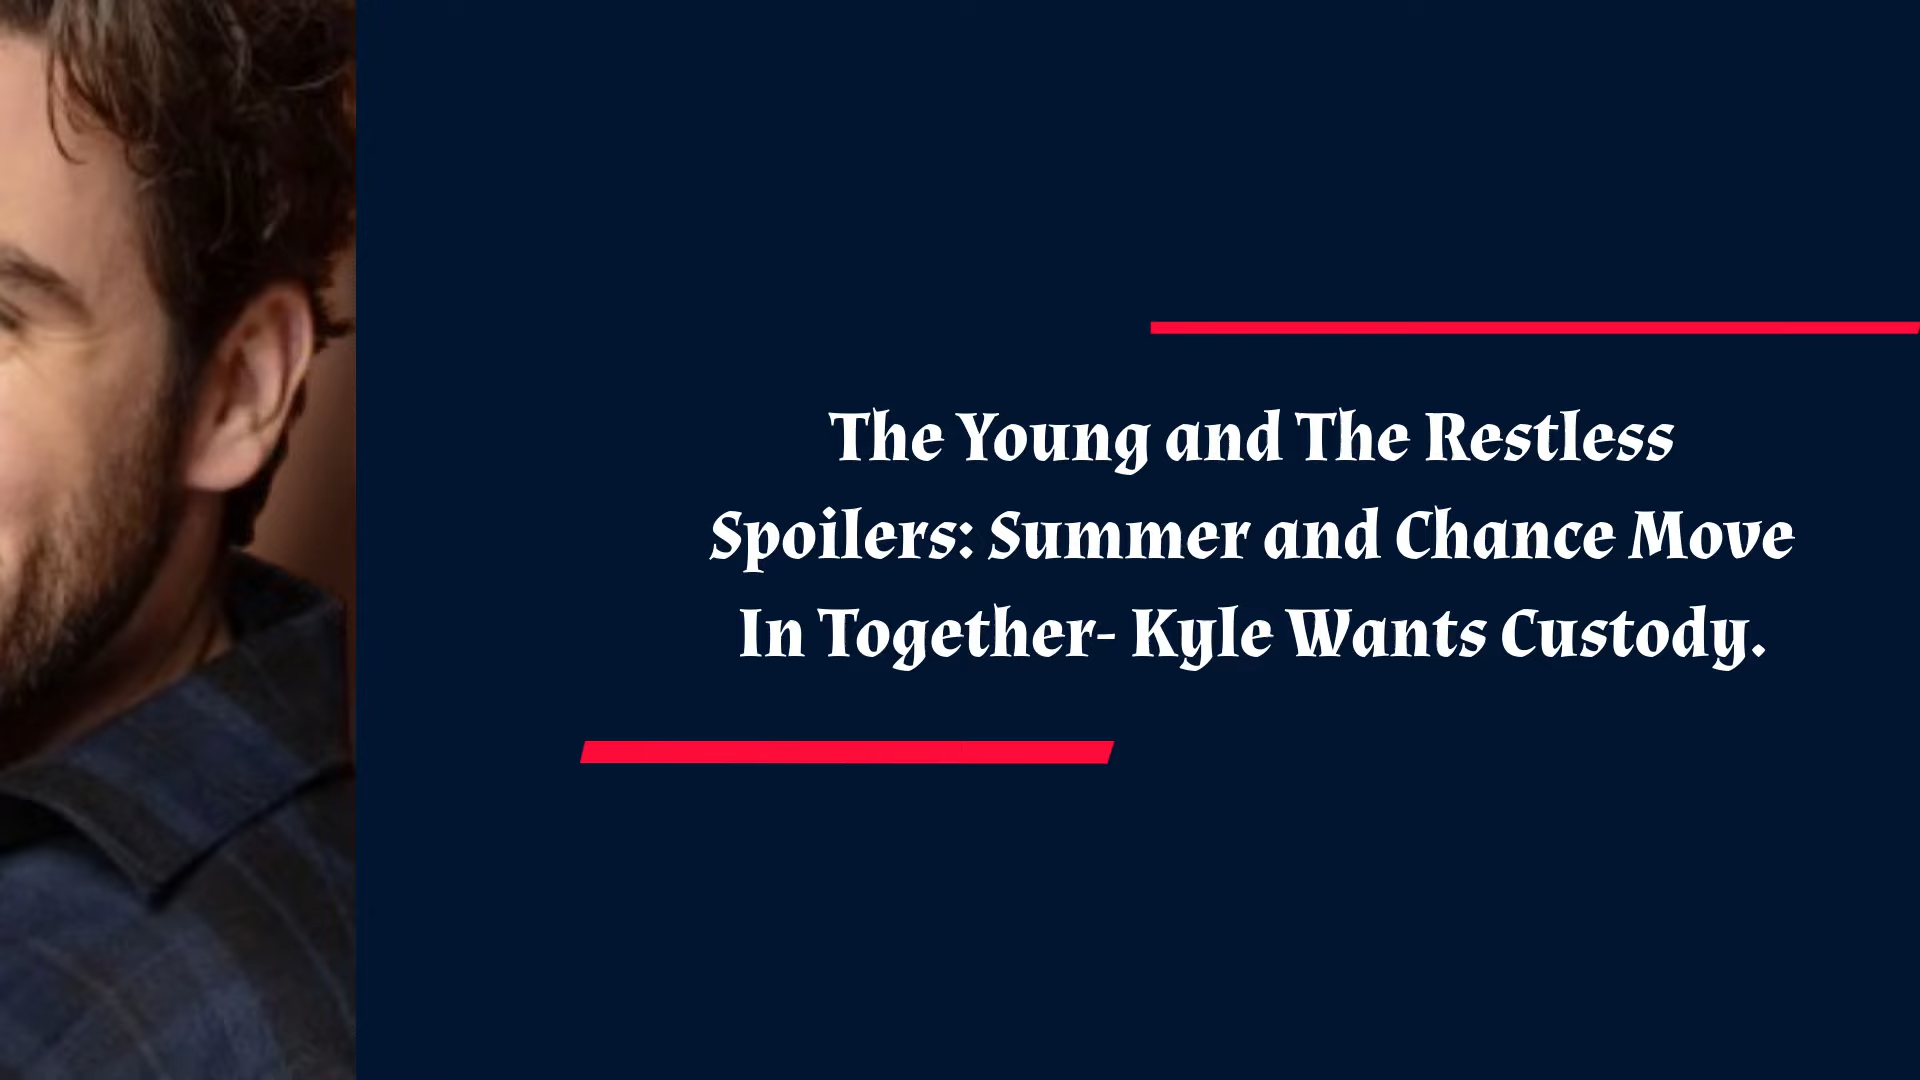 The Young and The Restless
Spoilers: Summer and Chance Move
In Together- Kyle Wants Custody.